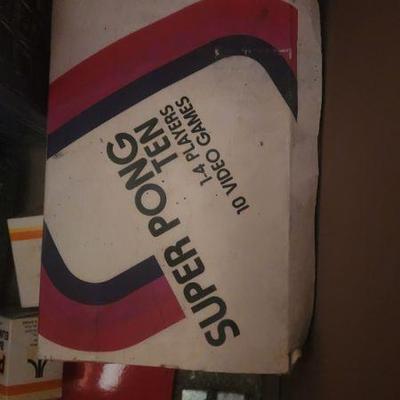 SUPER PONG
TEN
1-4 PLAYERS
10 VIDEO GAMES